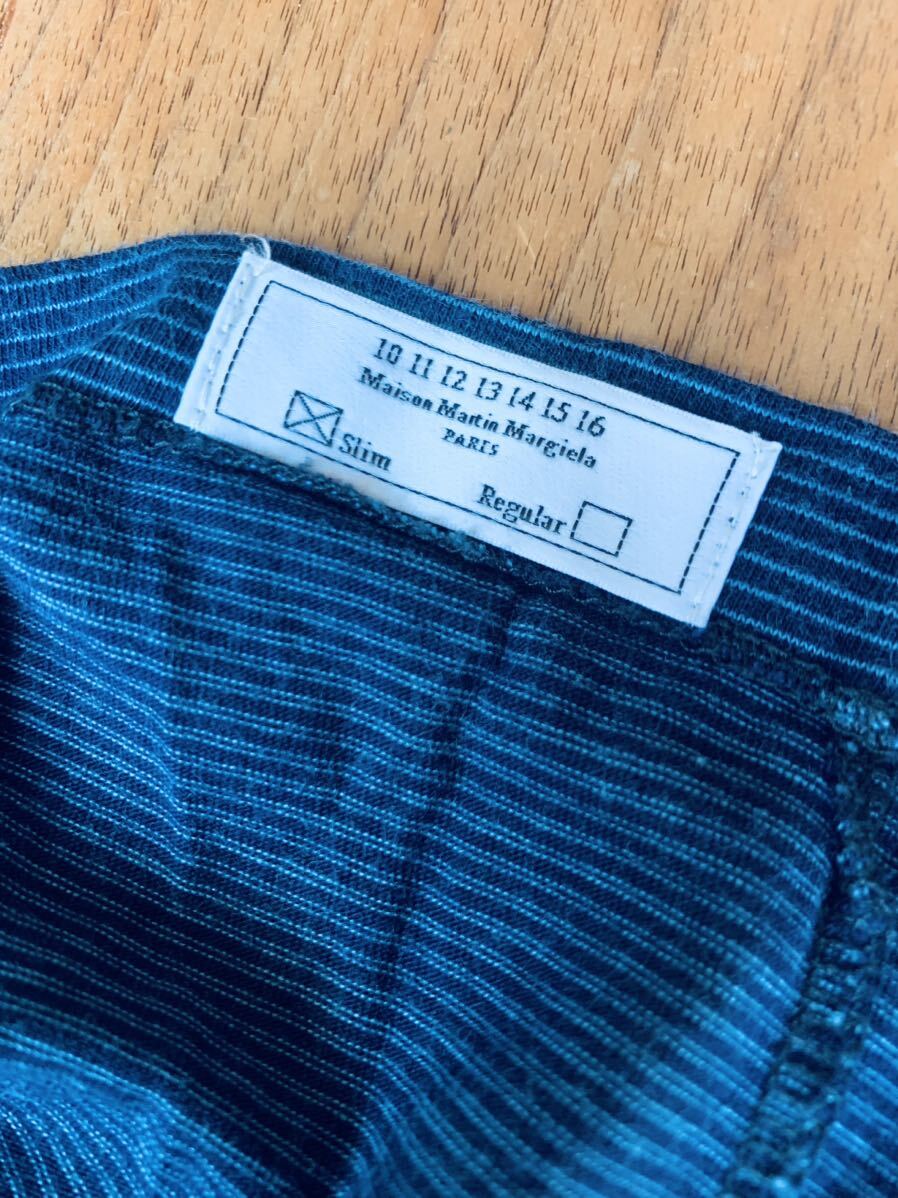 10 11 12 13 14 15 16
Maison Martin Margiela
PARIS
Slim
Regular